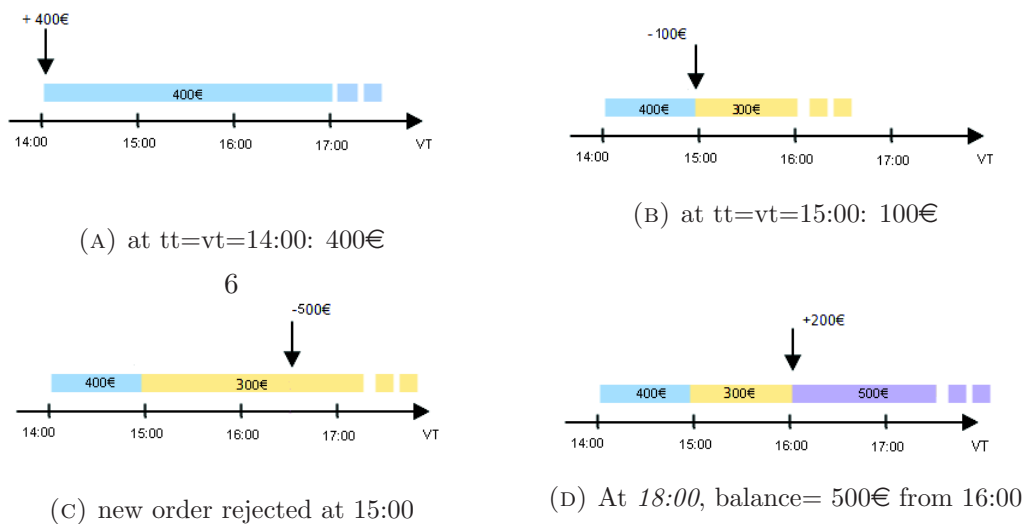 + 400€
400€
14:00 15:00 16:00 17:00 VT
(A) at tt=vt=14:00: 400€
6
-100€
400€ 300€
14:00 15:00 16:00 17:00 VT
(B) at tt=vt=15:00: 100€
-500€
400€ 300€
14:00 15:00 16:00 17:00 VT
(C) new order rejected at 15:00
+200€
400€ 300€ 500€
14:00 15:00 16:00 17:00 VT
(D) At 18:00, balance= 500€ from 16:00